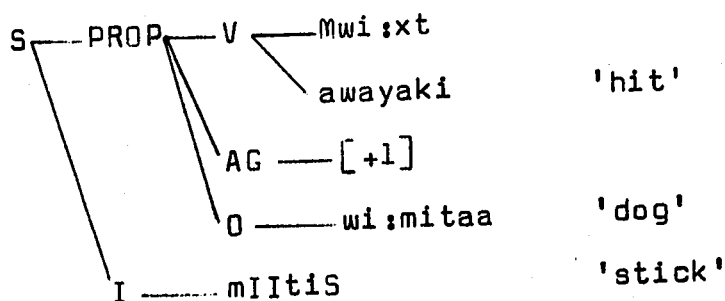 S PROP V Mwi:xt
awayaki 'hit'
AG [+1]
O wi:mitaa 'dog'
I mIItiS 'stick'